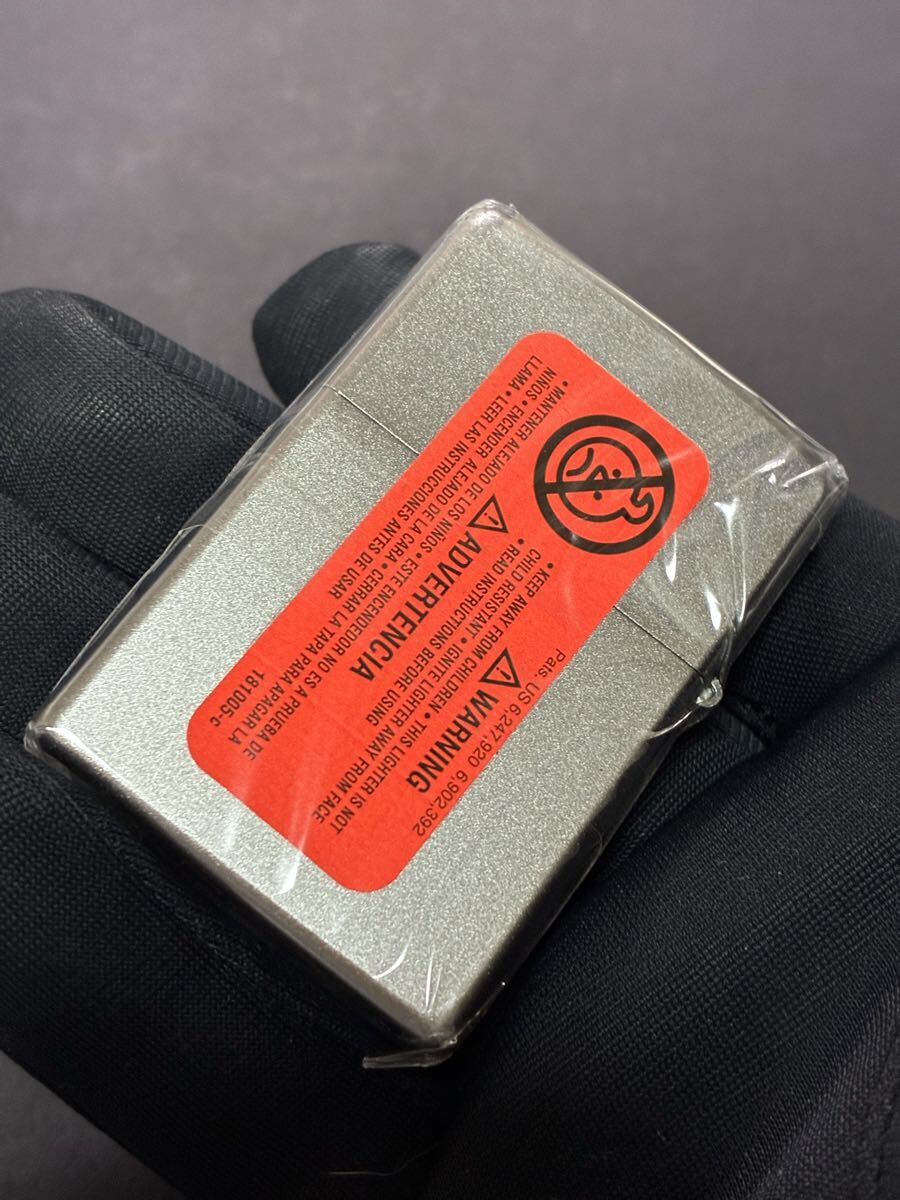 Pats. US 6,247,920 6,902,392
WARNING
• KEEP AWAY FROM CHILDREN • THIS LIGHTER IS NOT
CHILD RESISTANT • IGNITE LIGHTER AWAY FROM FACE
• READ INSTRUCTIONS BEFORE USING
ADVERTENCIA
• MANTENER ALEJADO DE LOS NIÑOS • ESTE ENCENDEDOR NO ES A PRUEBA DE
NIÑOS • ENCENDER ALEJADO DE LA CARA • CERRAR LA TAPA PARA APAGAR LA
LLAMA • LEER LAS INSTRUCCIONES ANTES DE USAR 181005-c